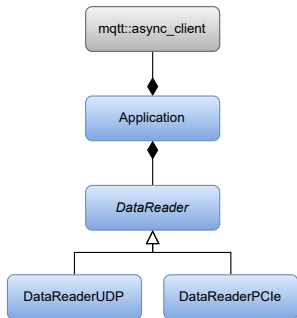 mqtt::async_client
Application
DataReader
DataReaderUDP
DataReaderPCIe